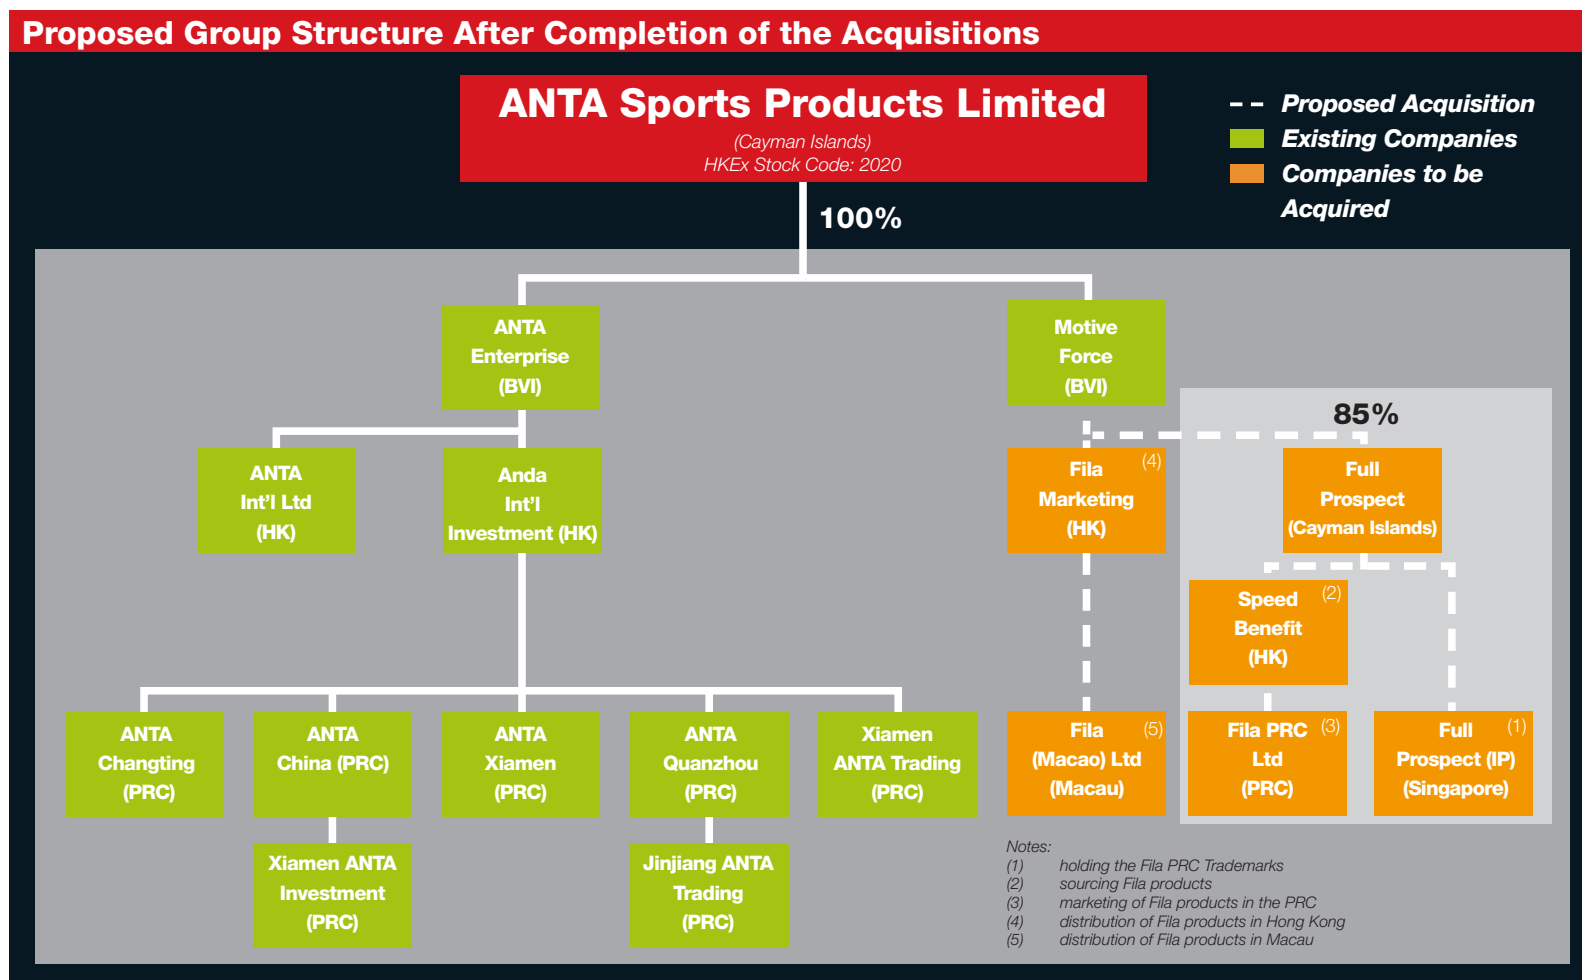 Proposed Group Structure After Completion of the Acquisitions
ANTA Sports Products Limited
(Cayman Islands)
HKEx Stock Code: 2020
Proposed Acquisition
Existing Companies
Companies to be
Acquired
100%
ANTA
Enterprise
(BVI)
Motive
Force
(BVI)
85%
ANTA
Int'l Ltd
(HK)
Anda
Int'l
Investment (HK)
Fila (4)
Marketing
(HK)
Full
Prospect
(Cayman Islands)
Speed (2)
Benefit
(HK)
ANTA
Changting
(PRC)
ANTA
China (PRC)
ANTA
Xiamen
(PRC)
ANTA
Quanzhou
(PRC)
Xiamen
ANTA Trading
(PRC)
Fila (5)
(Macao) Ltd
(Macau)
Fila PRC (3)
Ltd
(PRC)
Full (1)
Prospect (IP)
(Singapore)
Xiamen ANTA
Investment
(PRC)
Jinjiang ANTA
Trading
(PRC)
Notes:
(1) holding the Fila PRC Trademarks
(2) sourcing Fila products
(3) marketing of Fila products in the PRC
(4) distribution of Fila products in Hong Kong
(5) distribution of Fila products in Macau